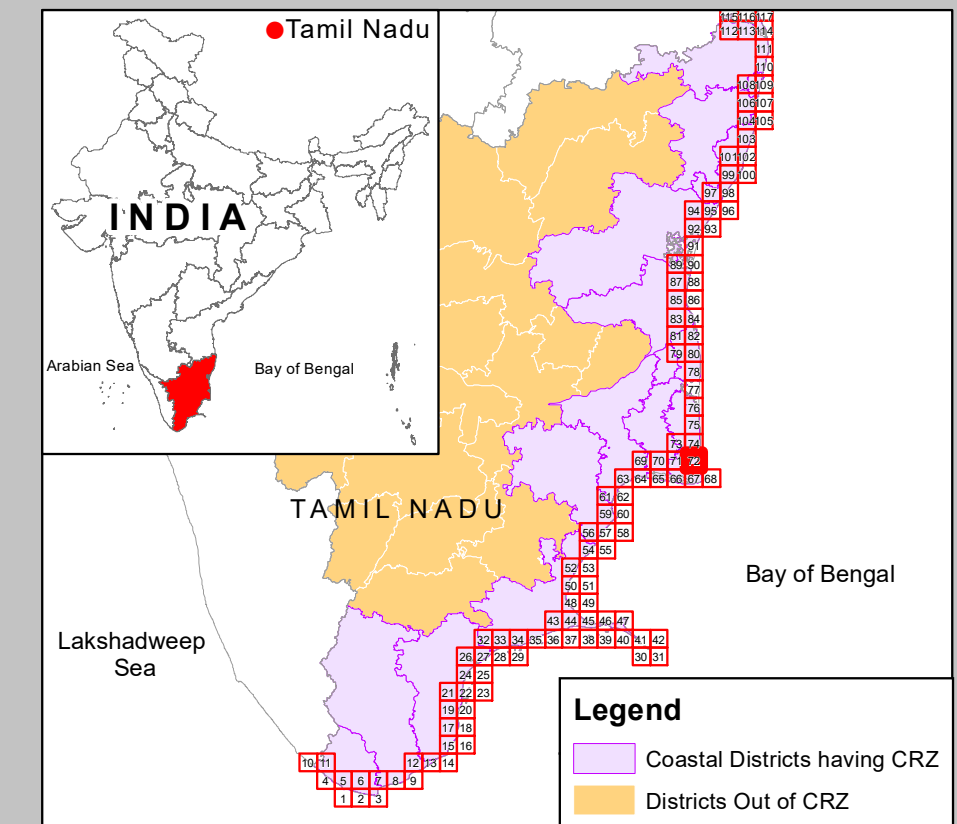 Tamil Nadu
INDIA
Arabian Sea
Bay of Bengal
115 116 117
112 113 114
111
110
108 109
106 107
104 105
103
101 102
99 100
97 98
94 95 96
92 93
91
89 90
87 88
85 86
83 84
81 82
79 80
78
77
76
75
73 74
69 70 71 72
63 64 65 66 67 68
61 62
TAMIL NADU
59 60
56 57 58
54 55
52 53
Bay of Bengal
50 51
48 49
43 44 45 46 47
Lakshadweep
Sea
32 33 34 35 36 37 38 39 40 41 42
26 27 28 29 30 31
24 25
21 22 23
19 20
17 18
15 16
10 11 12 13 14
4 5 6 7 8 9
1 2 3
Legend
Coastal Districts having CRZ
Districts Out of CRZ